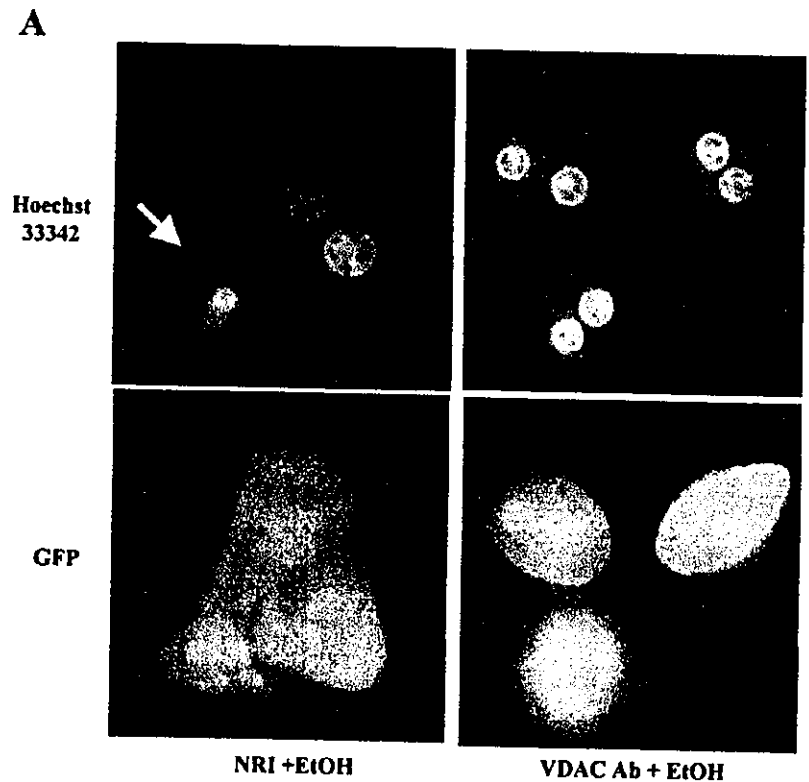 A
Hoechst
33342
GFP
NRI +EtOH
VDAC Ab + EtOH